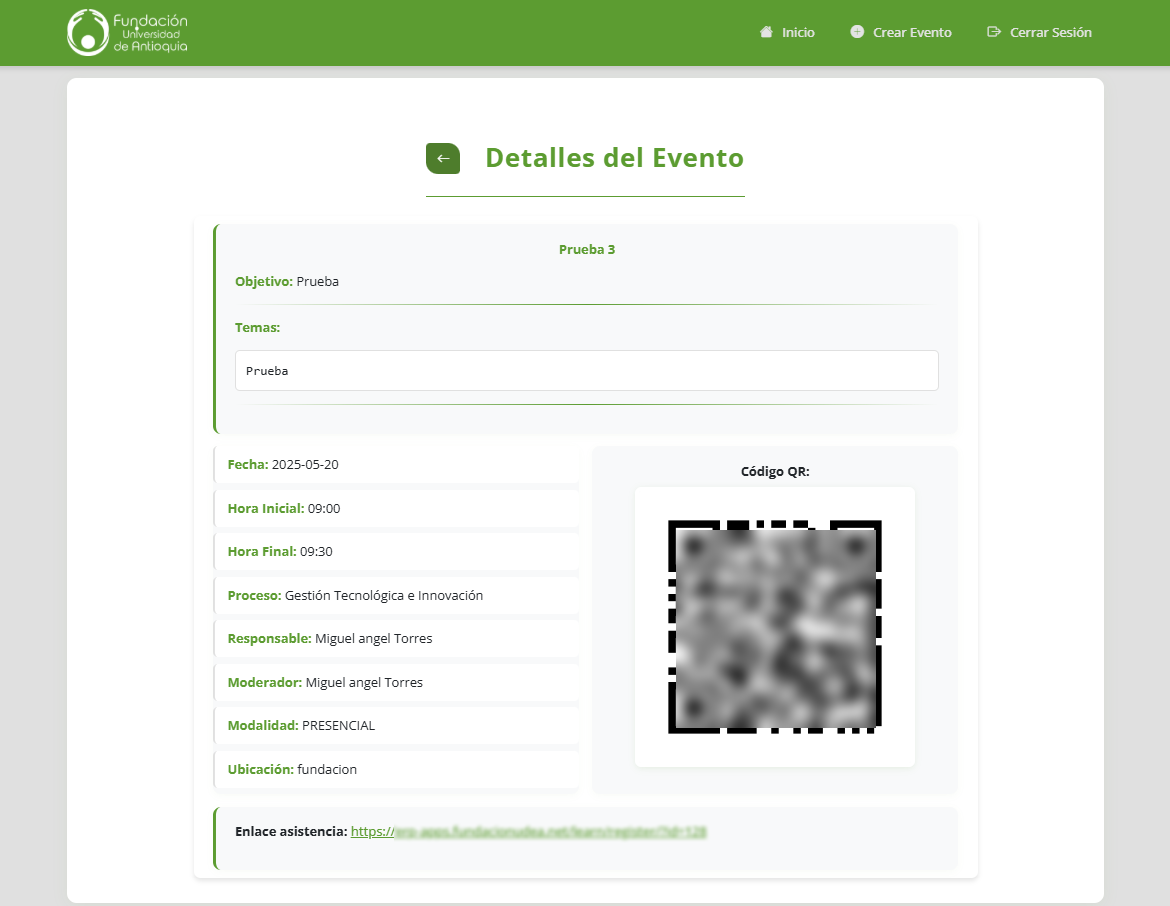 Fundación
Universidad
de Antioquia
Inicio
Crear Evento
Cerrar Sesión
Detalles del Evento
Prueba 3
Objetivo: Prueba
Temas:
Prueba
Fecha: 2025-05-20
Hora Inicial: 09:00
Hora Final: 09:30
Proceso: Gestión Tecnológica e Innovación
Responsable: Miguel angel Torres
Moderador: Miguel angel Torres
Modalidad: PRESENCIAL
Ubicación: fundacion
Código QR:
Enlace asistencia: https://